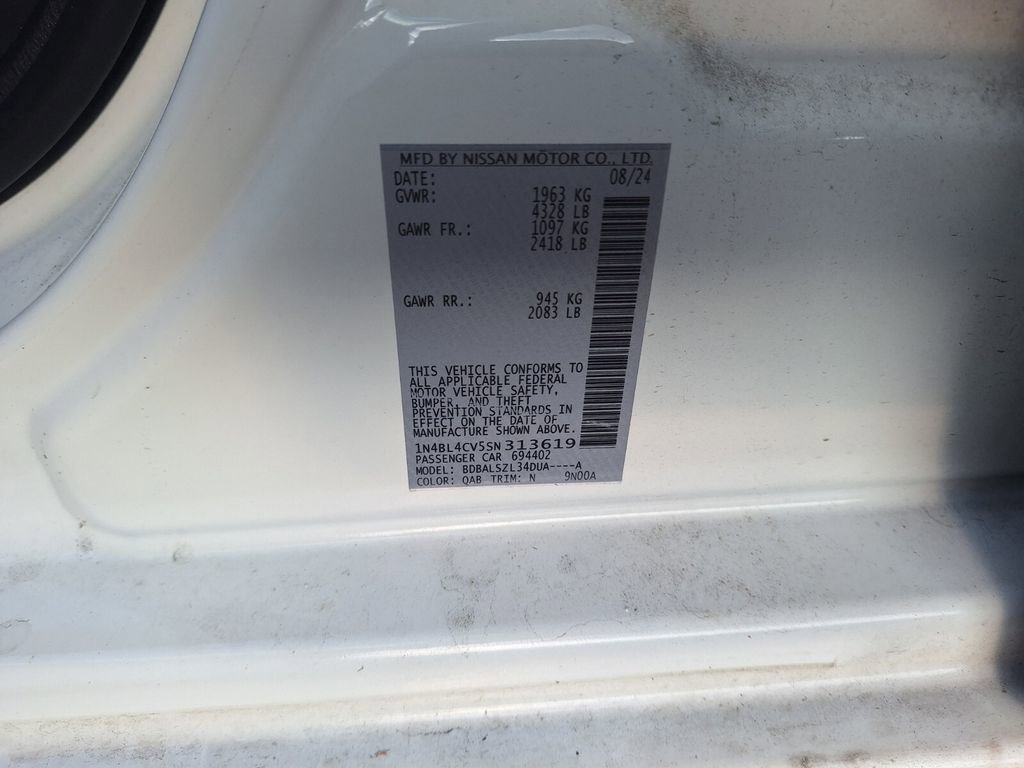 MFD BY NISSAN MOTOR CO., LTD.
DATE: 08/24
GVWR: 1963 KG
4328 LB
GAWR FR.: 1097 KG
2418 LB
GAWR RR.: 945 KG
2083 LB
THIS VEHICLE CONFORMS TO
ALL APPLICABLE FEDERAL
MOTOR VEHICLE SAFETY,
BUMPER, AND THEFT
PREVENTION STANDARDS IN
EFFECT ON THE DATE OF
MANUFACTURE SHOWN ABOVE.
1N4BL4CV5SN313619
PASSENGER CAR 694402
MODEL: BDBALSZL34DUA----A
COLOR: QAB TRIM: N 9N00A